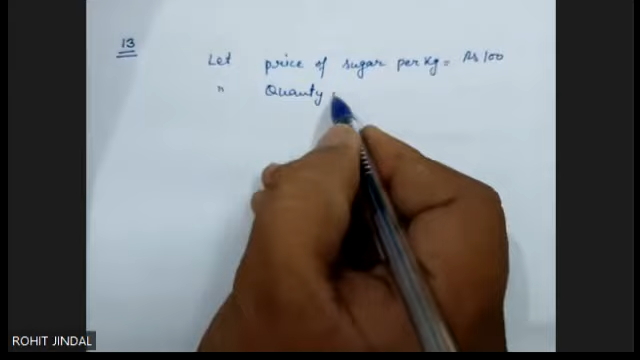 13
Let price of sugar per kg = Rs 100
" Quanty
ROHIT JINDAL